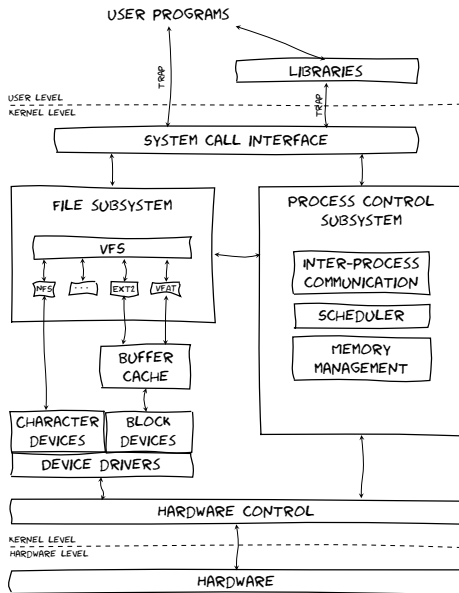 USER PROGRAMS
TRAP
LIBRARIES
TRAP
USER LEVEL
KERNEL LEVEL
SYSTEM CALL INTERFACE
FILE SUBSYSTEM
VFS
NFS
...
EXT2
VFAT
PROCESS CONTROL
SUBSYSTEM
INTER-PROCESS
COMMUNICATION
SCHEDULER
MEMORY
MANAGEMENT
BUFFER
CACHE
CHARACTER
DEVICES
BLOCK
DEVICES
DEVICE DRIVERS
HARDWARE CONTROL
KERNEL LEVEL
HARDWARE LEVEL
HARDWARE